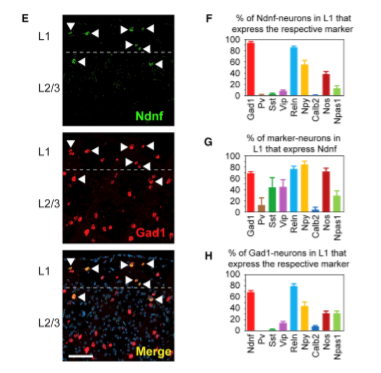 E
L1
L2/3
Ndnf
L1
L2/3
Gad1
L1
L2/3
Merge
F
% of Ndnf-neurons in L1 that
express the respective marker
100
80
60
40
20
0
Gad1
Pv
Sst
Vip
Reln
Npy
Calb2
Nos
Npas1
G
% of marker-neurons in
L1 that express Ndnf
100
80
60
40
20
0
Gad1
Pv
Sst
Vip
Reln
Npy
Calb2
Nos
Npas1
H
% of Gad1-neurons in L1 that
express the respective marker
100
80
60
40
20
0
Ndnf
Pv
Sst
Vip
Reln
Npy
Calb2
Nos
Npas1